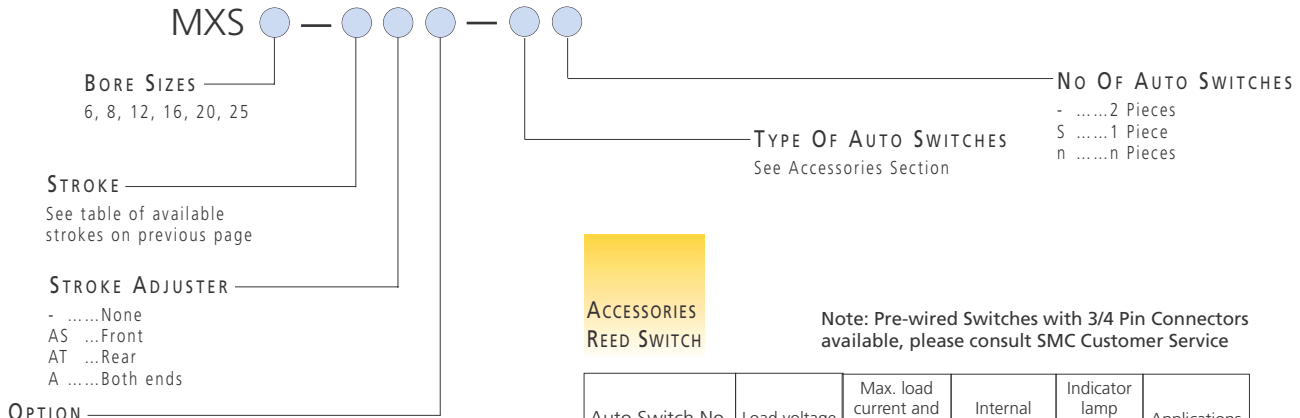 MXS — —
BORE SIZES
6, 8, 12, 16, 20, 25
NO OF AUTO SWITCHES
- ......2 Pieces
S ......1 Piece
n ......n Pieces
TYPE OF AUTO SWITCHES
See Accessories Section
STROKE
See table of available
strokes on previous page
STROKE ADJUSTER
- ......None
AS ...Front
AT ...Rear
A ......Both ends
OPTION
ACCESSORIES
REED SWITCH
Note: Pre-wired Switches with 3/4 Pin Connectors
available, please consult SMC Customer Service
Auto Switch No
Load voltage
Max. load
current and
Internal
Indicator
lamp
Applications